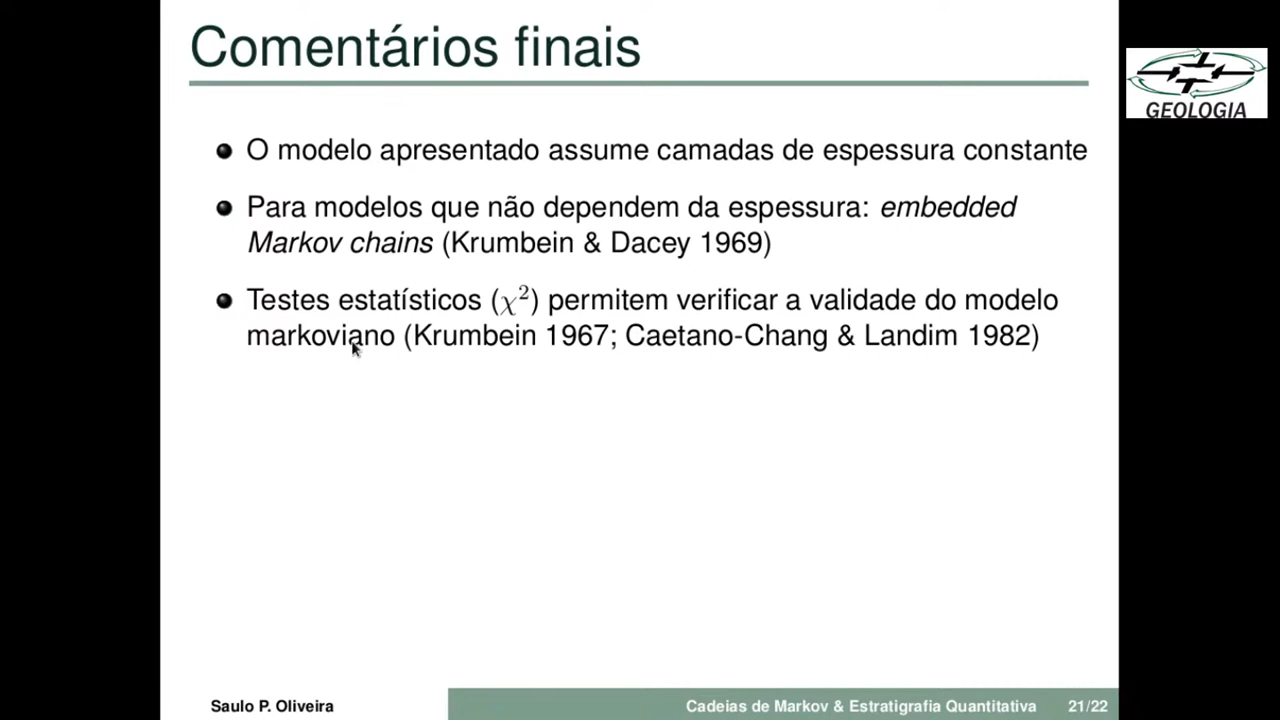 Comentários finais
GEOLOGIA
O modelo apresentado assume camadas de espessura constante
Para modelos que não dependem da espessura: embedded
Markov chains (Krumbein & Dacey 1969)
Testes estatísticos (χ²) permitem verificar a validade do modelo
markoviano (Krumbein 1967; Caetano-Chang & Landim 1982)
Saulo P. Oliveira
Cadeias de Markov & Estratigrafia Quantitativa 21/22